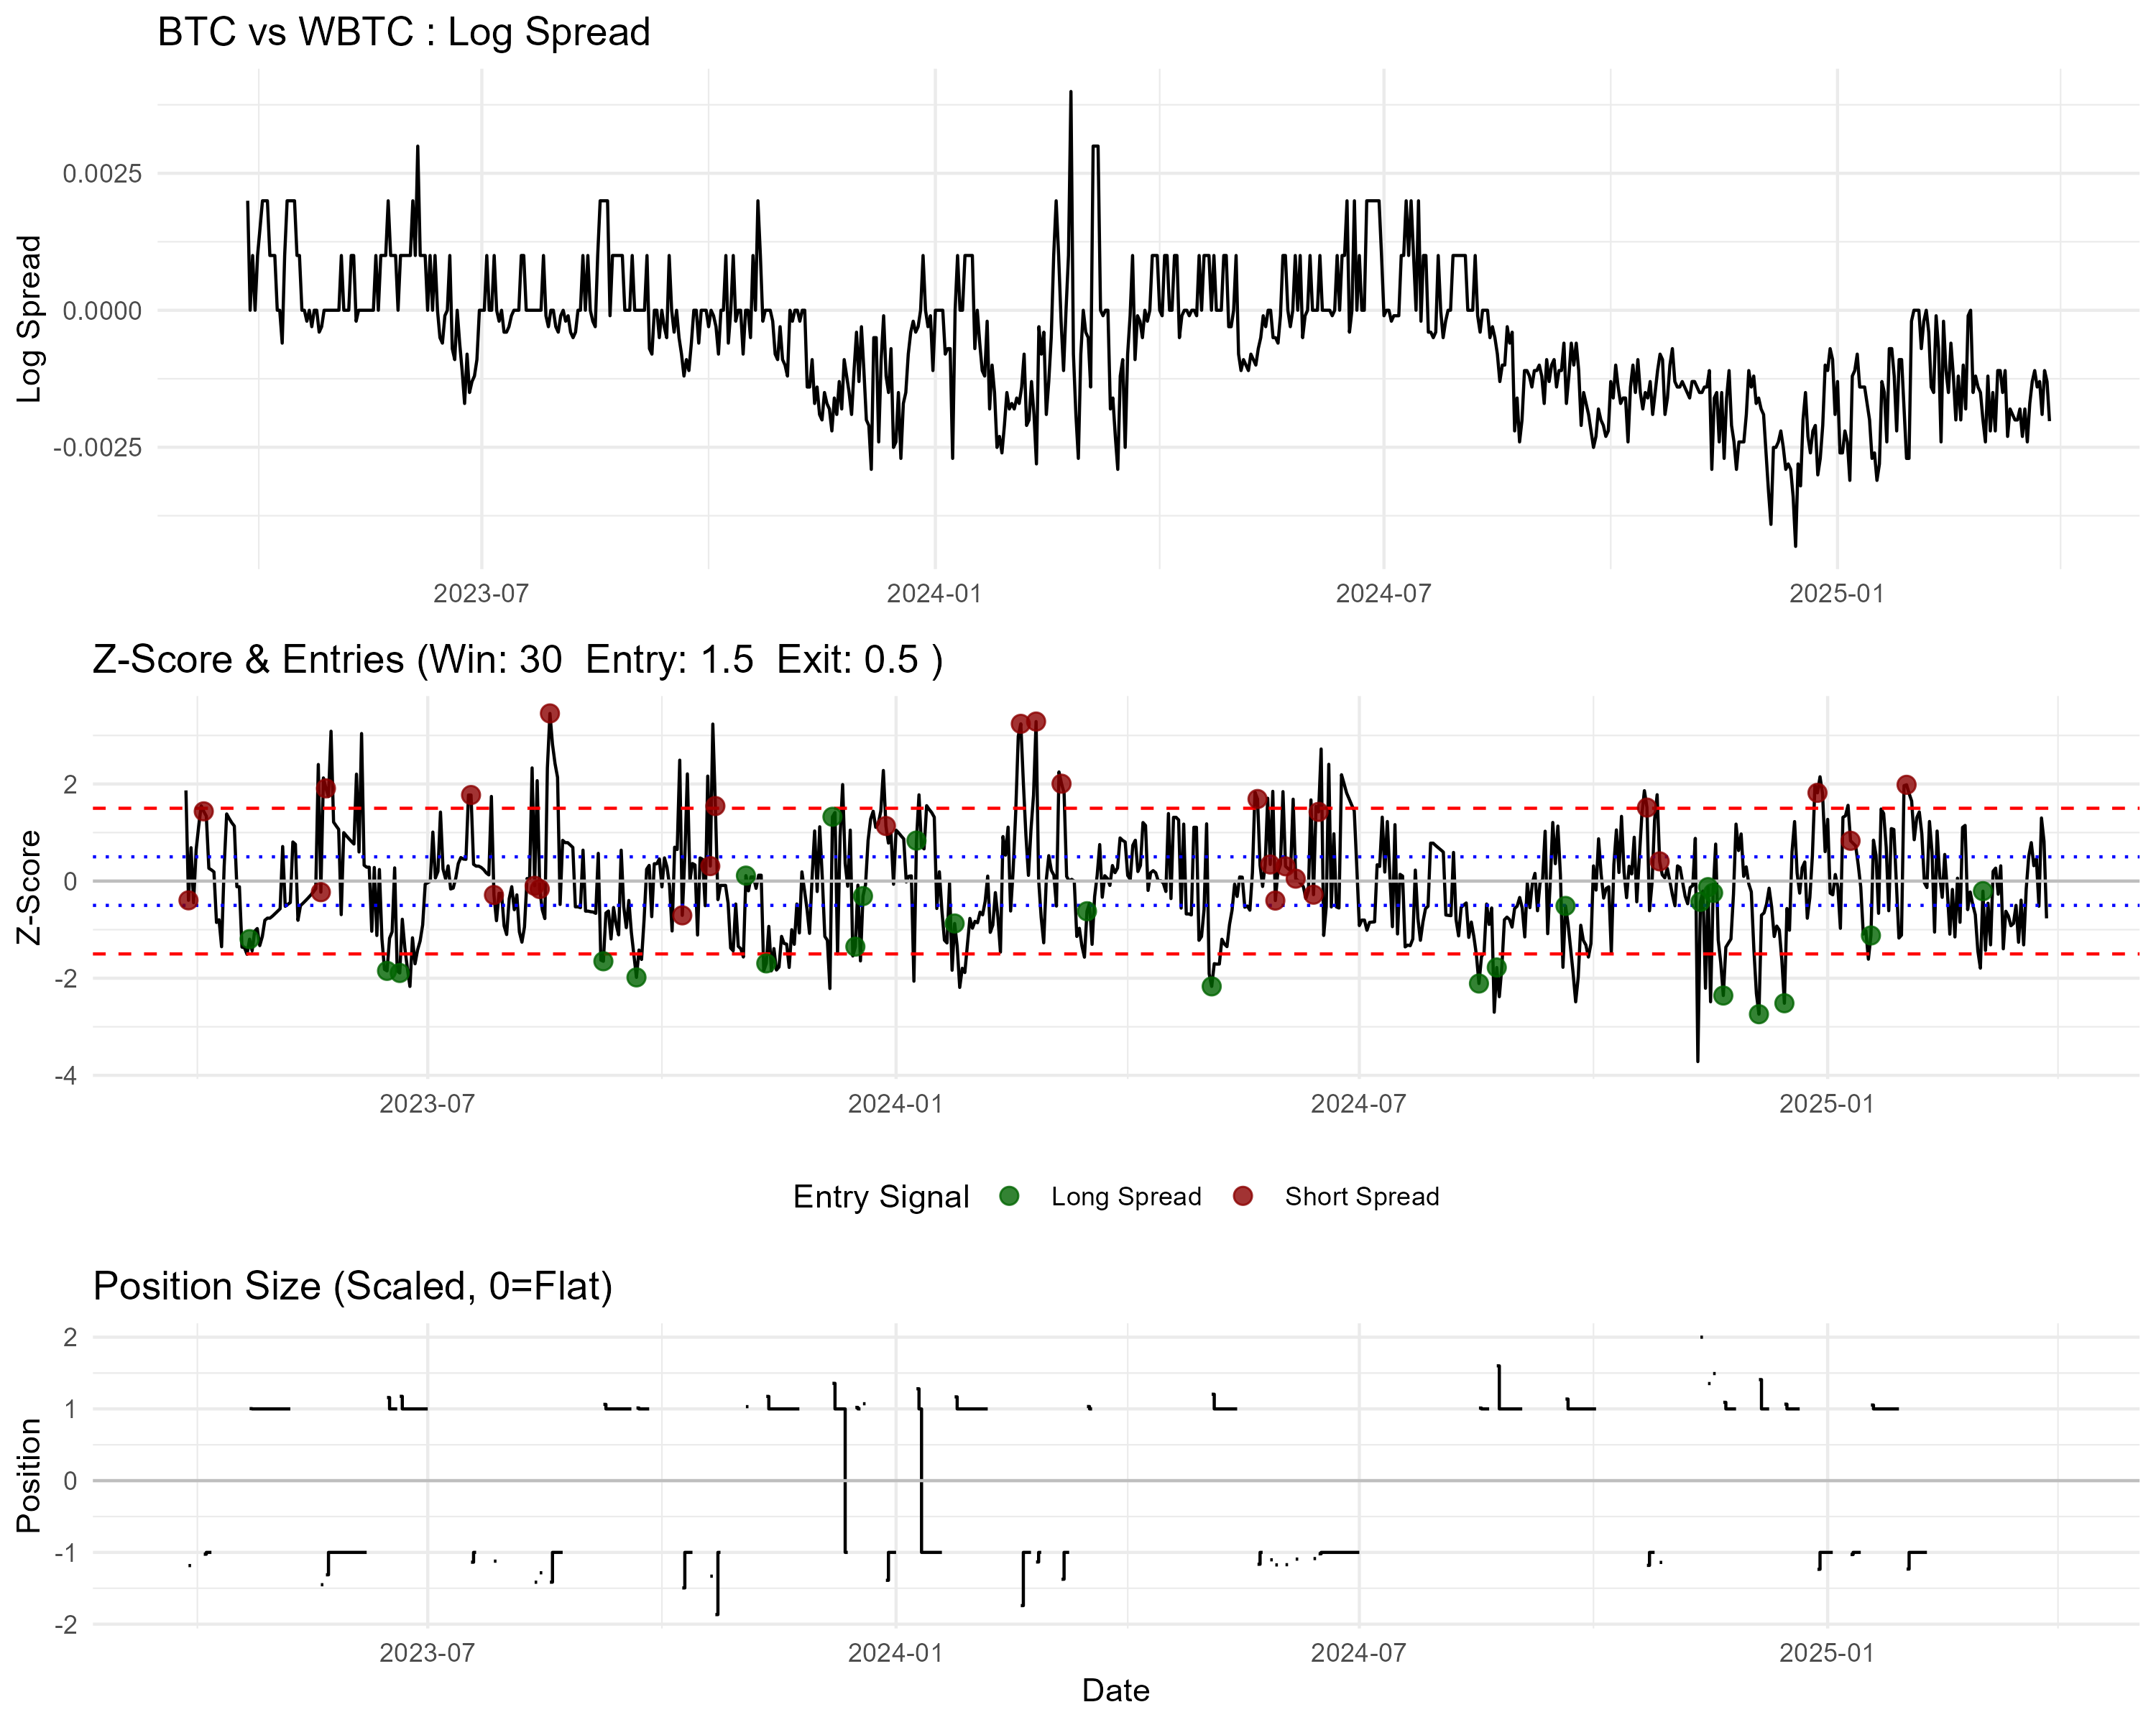 BTC vs WBTC : Log Spread
Log Spread
0.0025
0.0000
-0.0025
2023-07 2024-01 2024-07 2025-01
Z-Score & Entries (Win: 30  Entry: 1.5  Exit: 0.5 )
Z-Score
2
0
-2
-4
2023-07 2024-01 2024-07 2025-01
Entry Signal Long Spread Short Spread
Position Size (Scaled, 0=Flat)
Position
2
1
0
-1
-2
2023-07 2024-01 2024-07 2025-01
Date